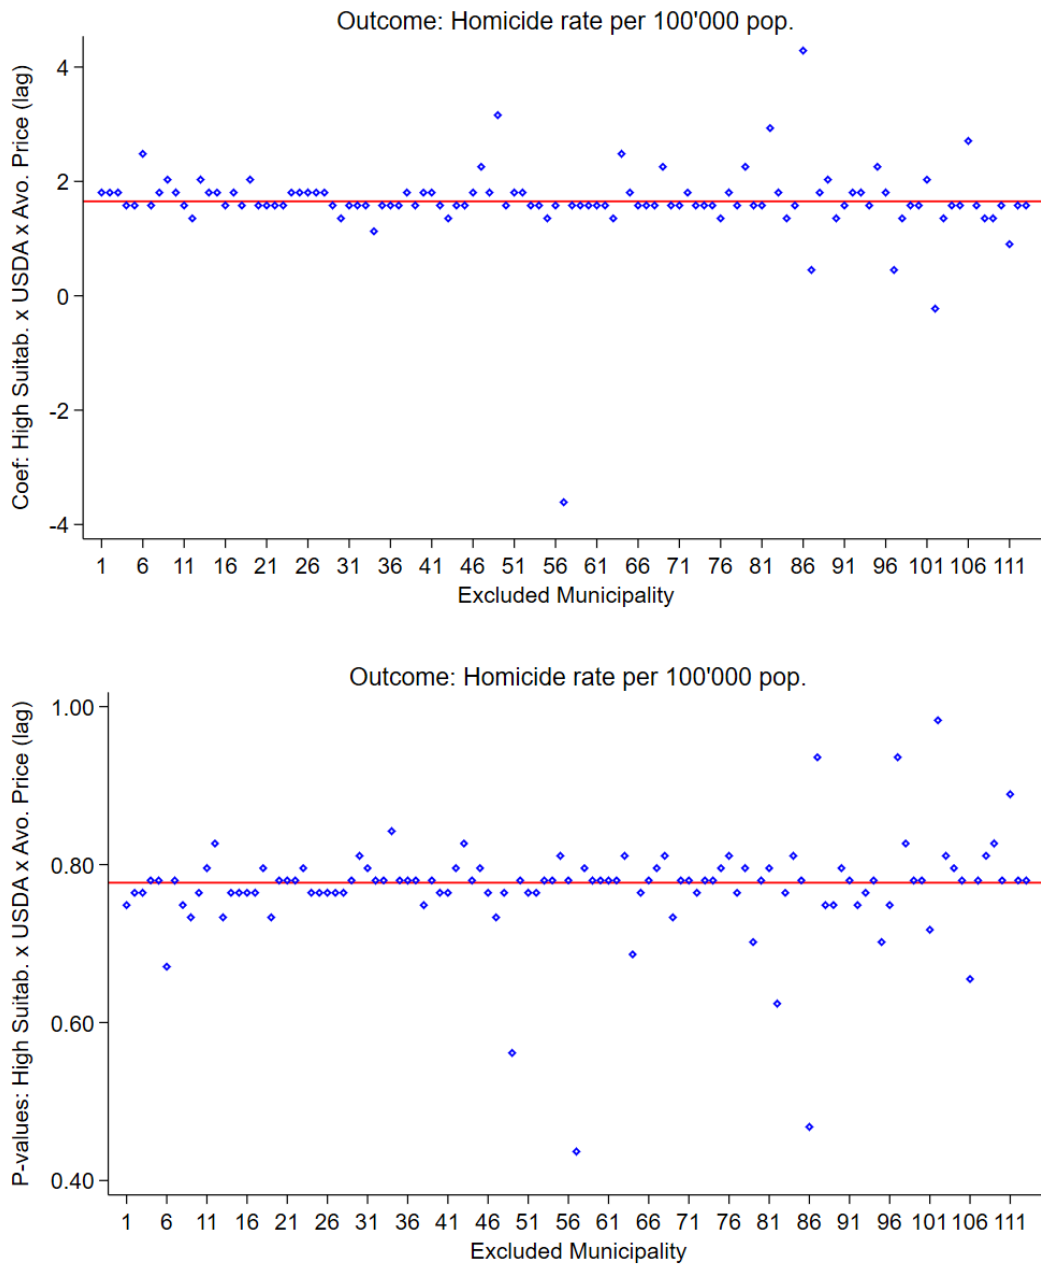 Outcome: Homicide rate per 100'000 pop.
Coef: High Suitab. x USDA x Avo. Price (lag)
4
2
0
-2
-4
1 6 11 16 21 26 31 36 41 46 51 56 61 66 71 76 81 86 91 96 101 106 111
Excluded Municipality
Outcome: Homicide rate per 100'000 pop.
P-values: High Suitab. x USDA x Avo. Price (lag)
1.00
0.80
0.60
0.40
1 6 11 16 21 26 31 36 41 46 51 56 61 66 71 76 81 86 91 96 101 106 111
Excluded Municipality